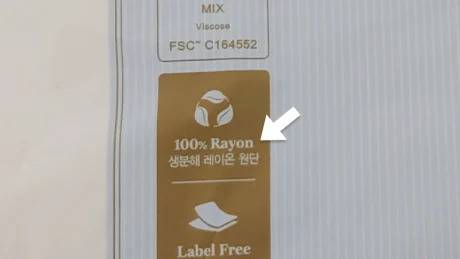 MIX
Viscose
FSC™ C164552
100% Rayon
생분해 레이온 원단
Label Free